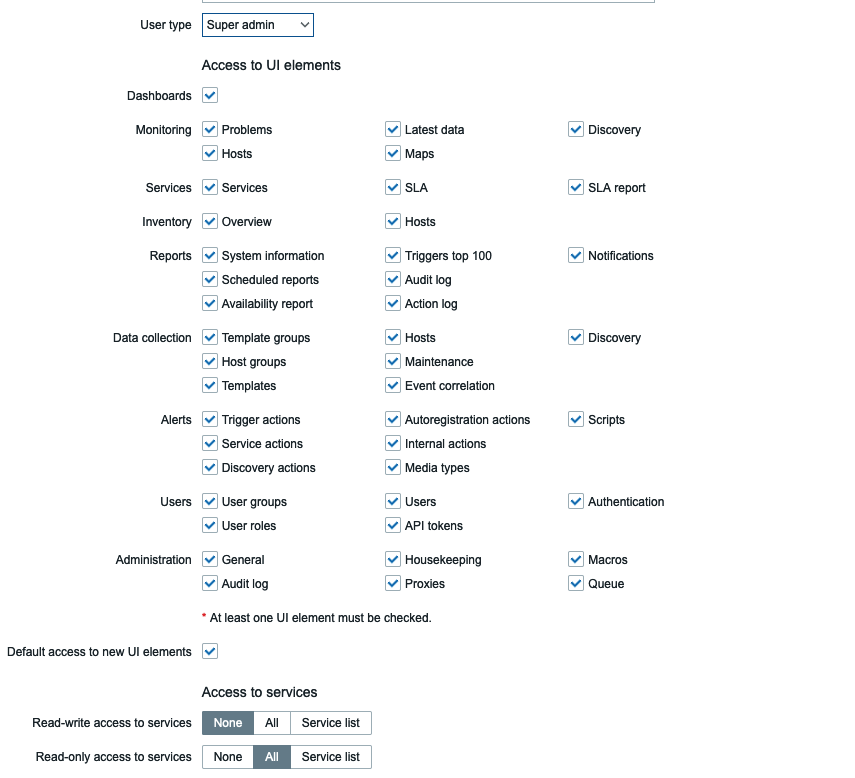 User type Super admin
Access to UI elements
Dashboards
Monitoring Problems Latest data Discovery
Hosts Maps
Services Services SLA SLA report
Inventory Overview Hosts
Reports System information Triggers top 100 Notifications
Scheduled reports Audit log
Availability report Action log
Data collection Template groups Hosts Discovery
Host groups Maintenance
Templates Event correlation
Alerts Trigger actions Autoregistration actions Scripts
Service actions Internal actions
Discovery actions Media types
Users User groups Users Authentication
User roles API tokens
Administration General Housekeeping Macros
Audit log Proxies Queue
* At least one UI element must be checked.
Default access to new UI elements
Access to services
Read-write access to services None All Service list
Read-only access to services None All Service list